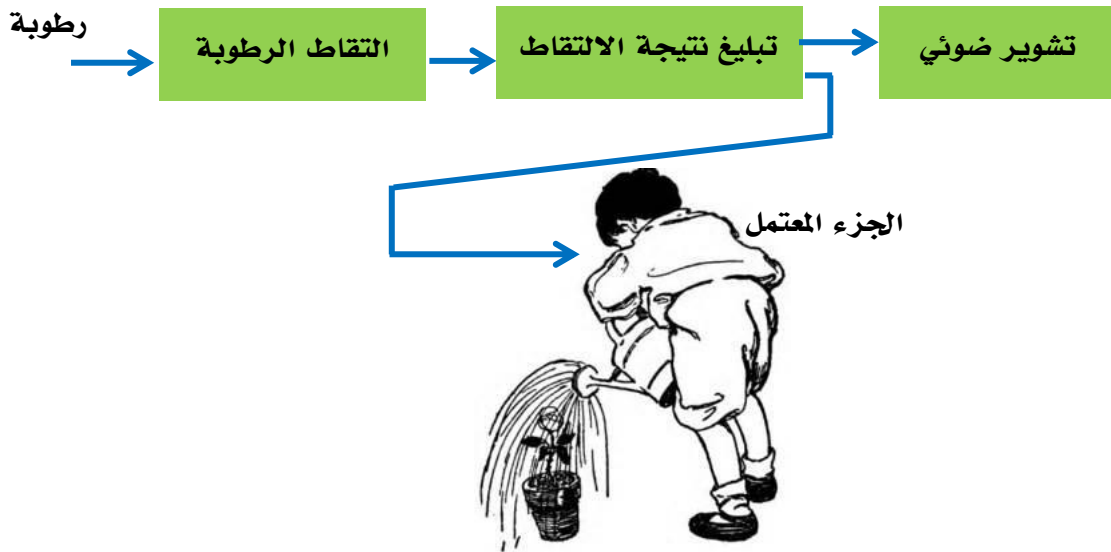 رطوبة
التقاط الرطوبة
تبليغ نتيجة الالتقاط
تشوير ضوئي
الجزء المعتمل